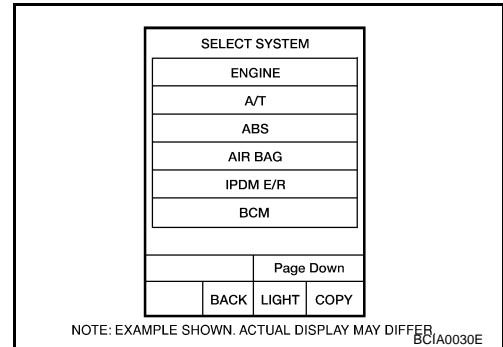 SELECT SYSTEM
ENGINE
A/T
ABS
AIR BAG
IPDM E/R
BCM
Page Down
BACK LIGHT COPY
NOTE: EXAMPLE SHOWN. ACTUAL DISPLAY MAY DIFFER.
BCIA0030E